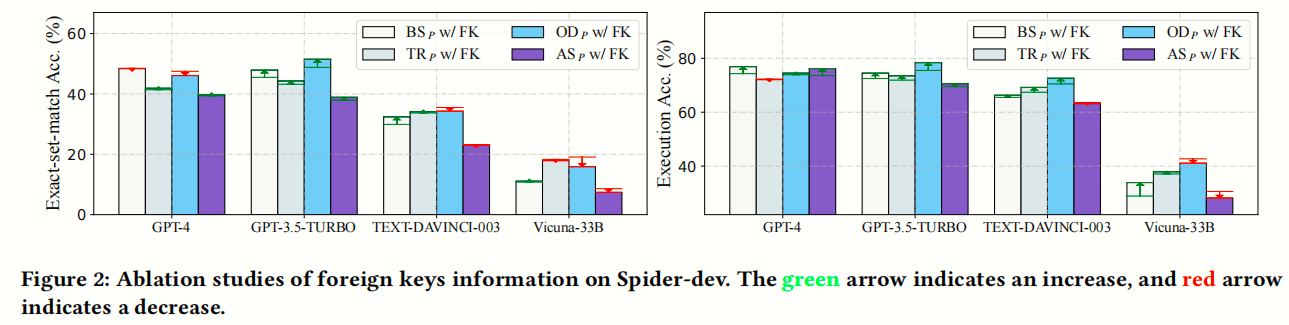 Exact-set-match Acc. (%)
60
40
20
0
BS P w/ FK
OD P w/ FK
TR P w/ FK
AS P w/ FK
GPT-4 GPT-3.5-TURBO TEXT-DAVINCI-003 Vicuna-33B
Execution Acc. (%)
80
60
40
BS P w/ FK
OD P w/ FK
TR P w/ FK
AS P w/ FK
GPT-4 GPT-3.5-TURBO TEXT-DAVINCI-003 Vicuna-33B
Figure 2: Ablation studies of foreign keys information on Spider-dev. The green arrow indicates an increase, and red arrow
indicates a decrease.